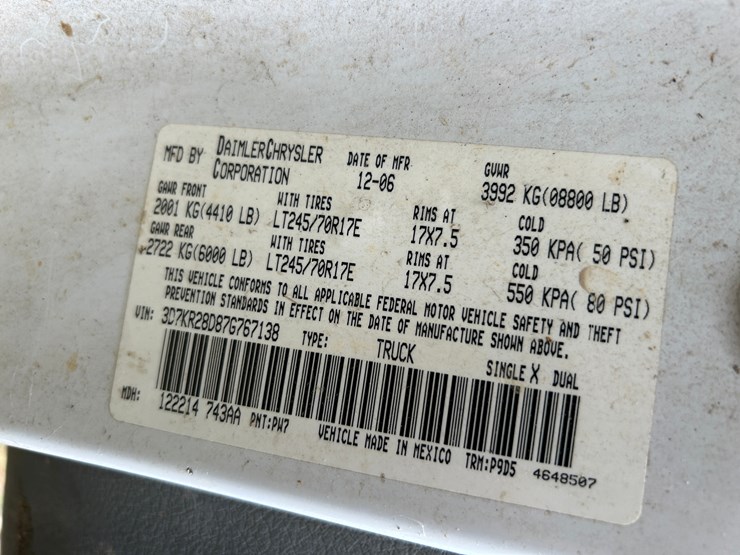 MFD BY DAIMLERCHRYSLER CORPORATION DATE OF MFR 12-06 GVWR 3992 KG(08800 LB)
GAWR FRONT WITH TIRES RIMS AT COLD
2001 KG(4410 LB) LT245/70R17E 17X7.5 350 KPA( 50 PSI)
GAWR REAR WITH TIRES RIMS AT COLD
2722 KG(6000 LB) LT245/70R17E 17X7.5 550 KPA( 80 PSI)
THIS VEHICLE CONFORMS TO ALL APPLICABLE FEDERAL MOTOR VEHICLE SAFETY AND THEFT
PREVENTION STANDARDS IN EFFECT ON THE DATE OF MANUFACTURE SHOWN ABOVE.
VIN: 3D7KR28D87G767138 TYPE: TRUCK SINGLE X DUAL
MDH: 122214 743AA PNT:PW7 VEHICLE MADE IN MEXICO TRM:P9D5 4648507